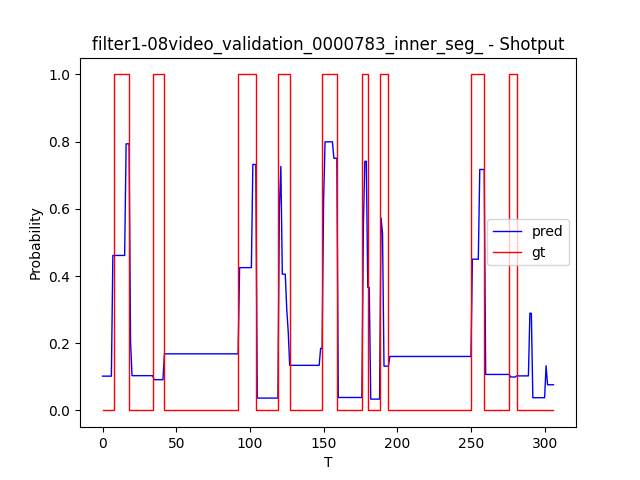 filter1-08video_validation_0000783_inner_seg_ - Shotput
1.0
0.8
0.6
0.4
0.2
0.0
Probability
pred
gt
0 50 100 150 200 250 300
T